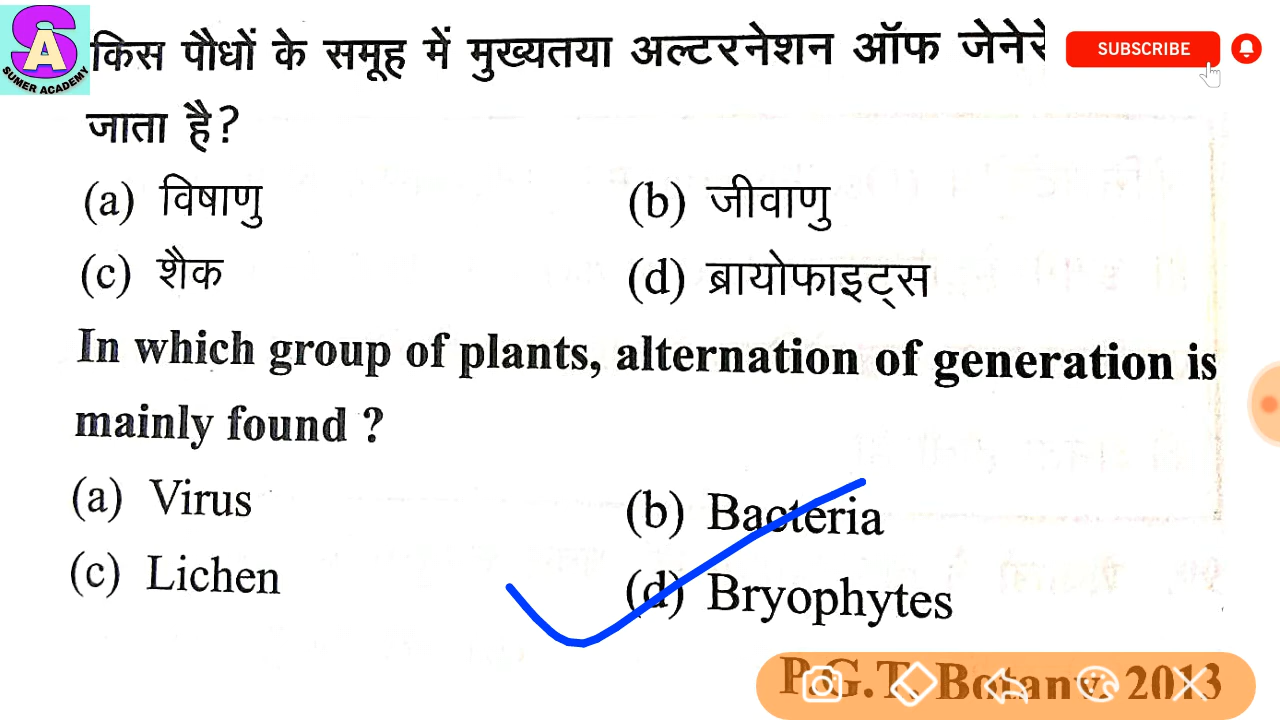 SA
SUMER ACADEMY
किस पौधों के समूह में मुख्यतया अल्टरनेशन ऑफ जेनेरे
SUBSCRIBE
जाता है?
(a) विषाणु (b) जीवाणु
(c) शैक (d) ब्रायोफाइट्स
In which group of plants, alternation of generation is
mainly found ?
(a) Virus (b) Bacteria
(c) Lichen (d) Bryophytes
P.G.T. Botany. 2013